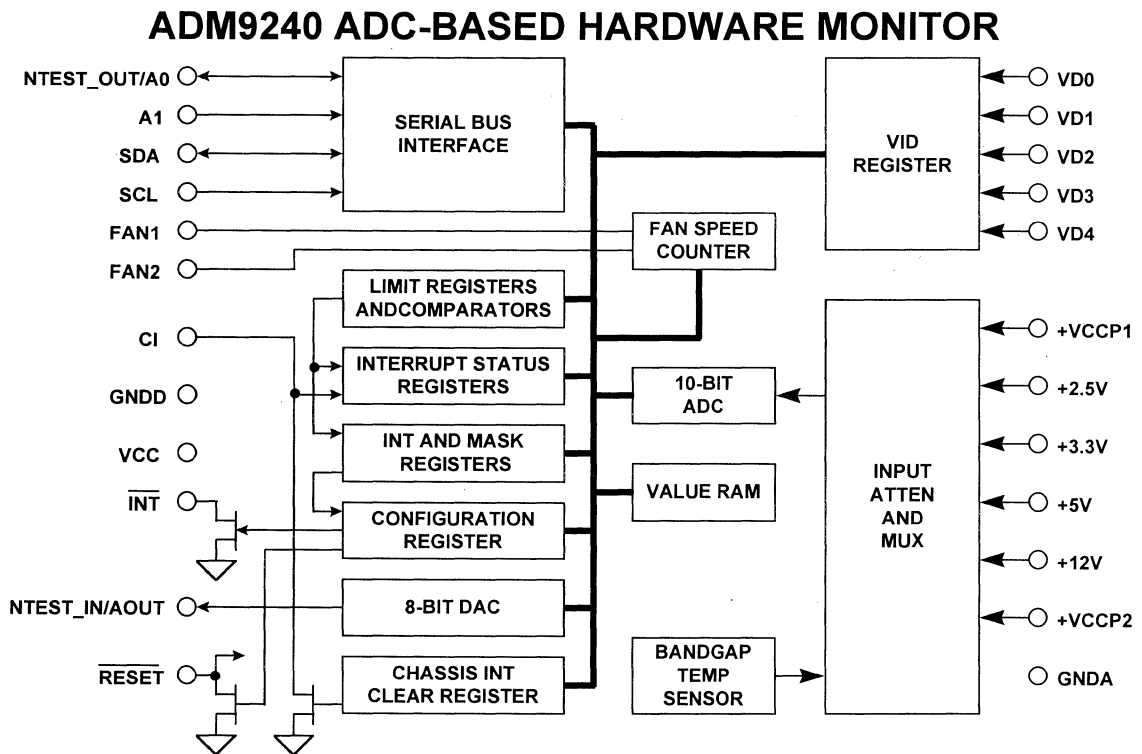 ADM9240 ADC-BASED HARDWARE MONITOR
NTEST_OUT/A0
A1
SDA
SCL
FAN1
FAN2
CI
GNDD
VCC
INT
NTEST_IN/AOUT
RESET
SERIAL BUS
INTERFACE
LIMIT REGISTERS
ANDCOMPARATORS
INTERRUPT STATUS
REGISTERS
INT AND MASK
REGISTERS
CONFIGURATION
REGISTER
8-BIT DAC
CHASSIS INT
CLEAR REGISTER
FAN SPEED
COUNTER
10-BIT
ADC
VALUE RAM
BANDGAP
TEMP
SENSOR
VID
REGISTER
INPUT
ATTEN
AND
MUX
VD0
VD1
VD2
VD3
VD4
+VCCP1
+2.5V
+3.3V
+5V
+12V
+VCCP2
GNDA